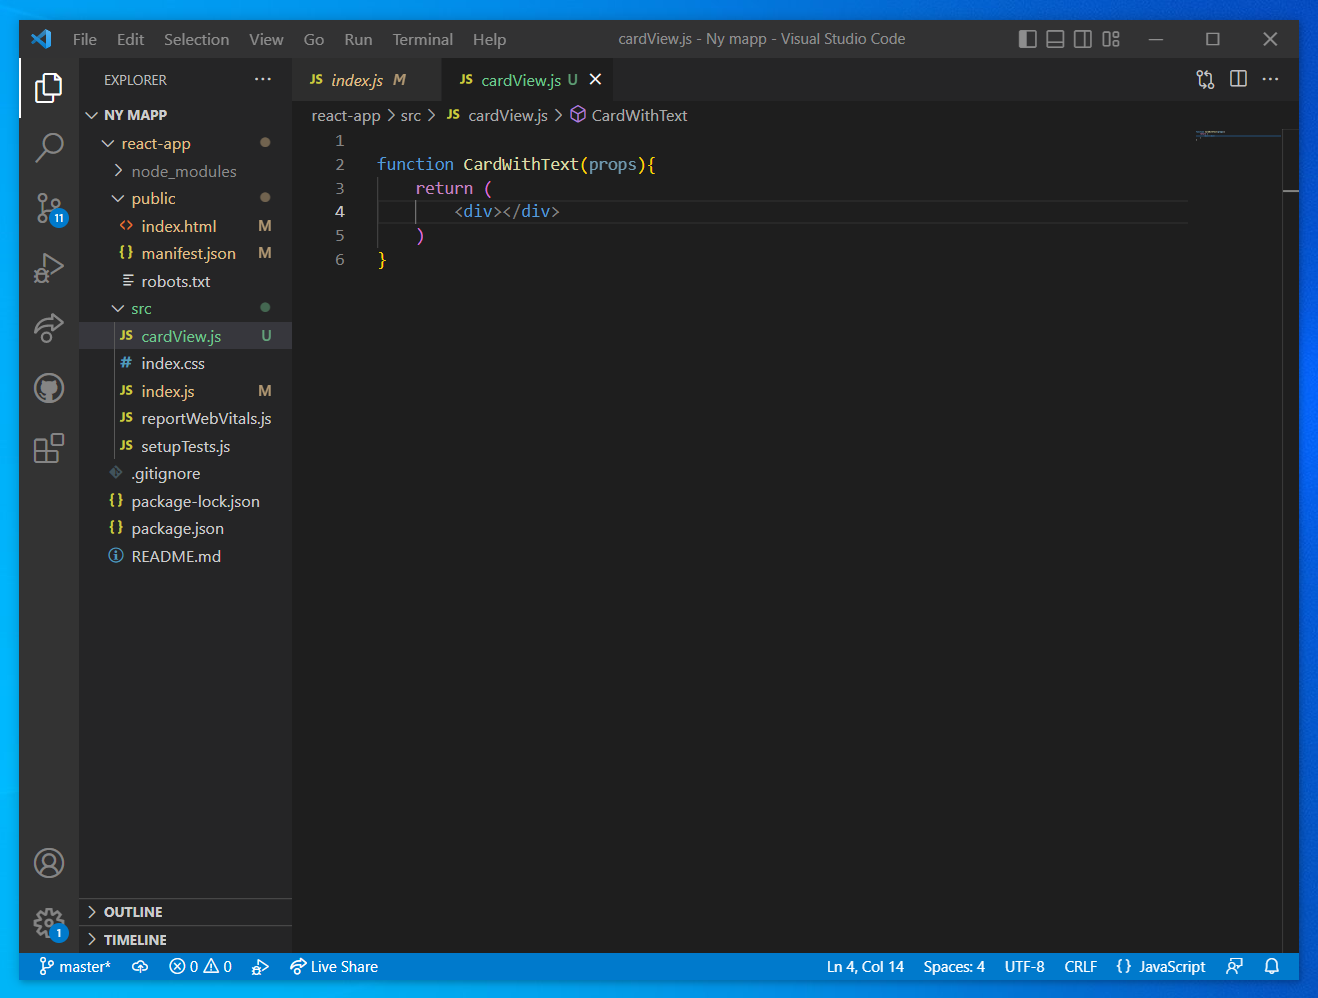 File Edit Selection View Go Run Terminal Help cardView.js - Ny mapp - Visual Studio Code
EXPLORER ···
JS index.js M JS cardView.js U
NY MAPP
react-app > src > JS cardView.js > CardWithText
react-app
node_modules
public
<> index.html M
{} manifest.json M
robots.txt
src
JS cardView.js U
# index.css
JS index.js M
JS reportWebVitals.js
JS setupTests.js
.gitignore
{} package-lock.json
{} package.json
README.md
1
2 function CardWithText(props){
3 return (
4 <div></div>
5 )
6 }
11
1
OUTLINE
TIMELINE
master* 0 0 Live Share Ln 4, Col 14 Spaces: 4 UTF-8 CRLF {} JavaScript